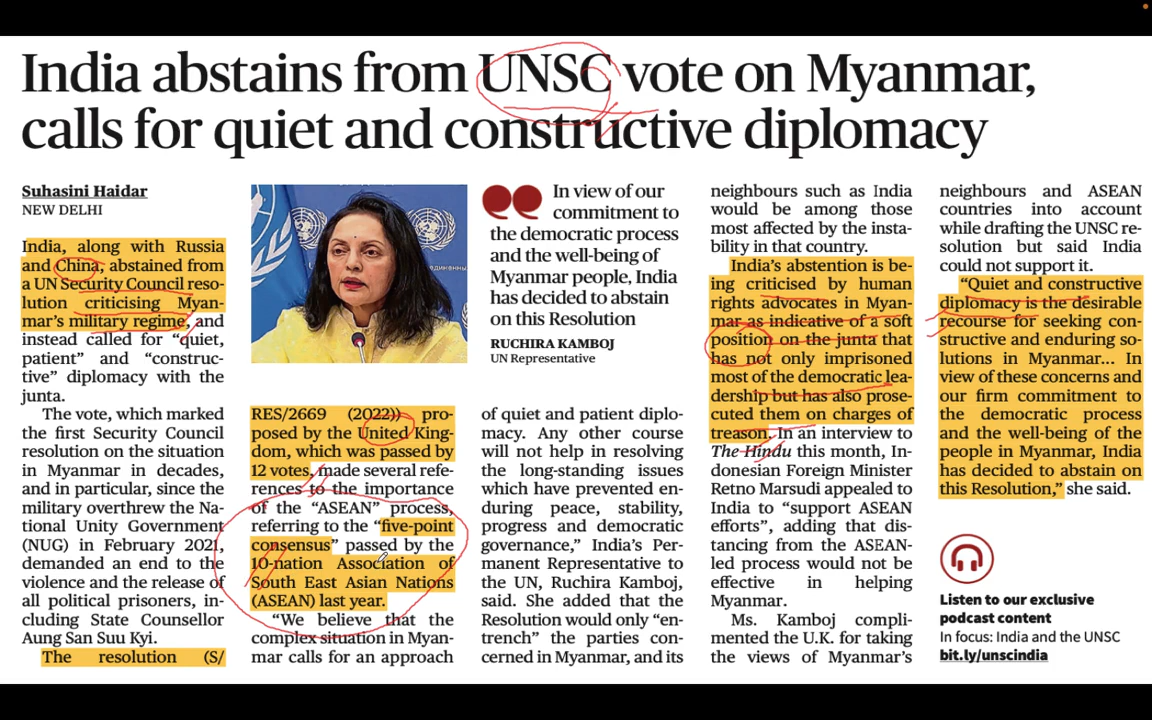 India abstains from UNSC vote on Myanmar,
calls for quiet and constructive diplomacy
Suhasini Haidar
NEW DELHI
India, along with Russia
and China, abstained from
a UN Security Council reso-
lution criticising Myan-
mar's military regime, and
instead called for "quiet,
patient" and "construc-
tive" diplomacy with the
junta.
The vote, which marked
the first Security Council
resolution on the situation
in Myanmar in decades,
and in particular, since the
military overthrew the Na-
tional Unity Government
(NUG) in February 2021,
demanded an end to the
violence and the release of
all political prisoners, in-
cluding State Counsellor
Aung San Suu Kyi.
The resolution (S/
RES/2669 (2022)) pro-
posed by the United King-
dom, which was passed by
12 votes, made several refe-
rences to the importance
of the "ASEAN" process,
referring to the "five-point
consensus" passed by the
10-nation Association of
South East Asian Nations
(ASEAN) last year.
"We believe that the
complex situation in Myan-
mar calls for an approach
In view of our
commitment to
the democratic process
and the well-being of
Myanmar people, India
has decided to abstain
on this Resolution
RUCHIRA KAMBOJ
UN Representative
of quiet and patient diplo-
macy. Any other course
will not help in resolving
the long-standing issues
which have prevented en-
during peace, stability,
progress and democratic
governance," India's Per-
manent Representative to
the UN, Ruchira Kamboj,
said. She added that the
Resolution would only "en-
trench" the parties con-
cerned in Myanmar, and its
neighbours such as India
would be among those
most affected by the insta-
bility in that country.
India's abstention is be-
ing criticised by human
rights advocates in Myan-
mar as indicative of a soft
position on the junta that
has not only imprisoned
most of the democratic lea-
dership but has also prose-
cuted them on charges of
treason. In an interview to
The Hindu this month, In-
donesian Foreign Minister
Retno Marsudi appealed to
India to "support ASEAN
efforts", adding that dis-
tancing from the ASEAN-
led process would not be
effective in helping
Myanmar.
Ms. Kamboj compli-
mented the U.K. for taking
the views of Myanmar's
neighbours and ASEAN
countries into account
while drafting the UNSC re-
solution but said India
could not support it.
"Quiet and constructive
diplomacy is the desirable
recourse for seeking con-
structive and enduring so-
lutions in Myanmar... In
view of these concerns and
our firm commitment to
the democratic process
and the well-being of the
people in Myanmar, India
has decided to abstain on
this Resolution," she said.
Listen to our exclusive
podcast content
In focus: India and the UNSC
bit.ly/unscindia